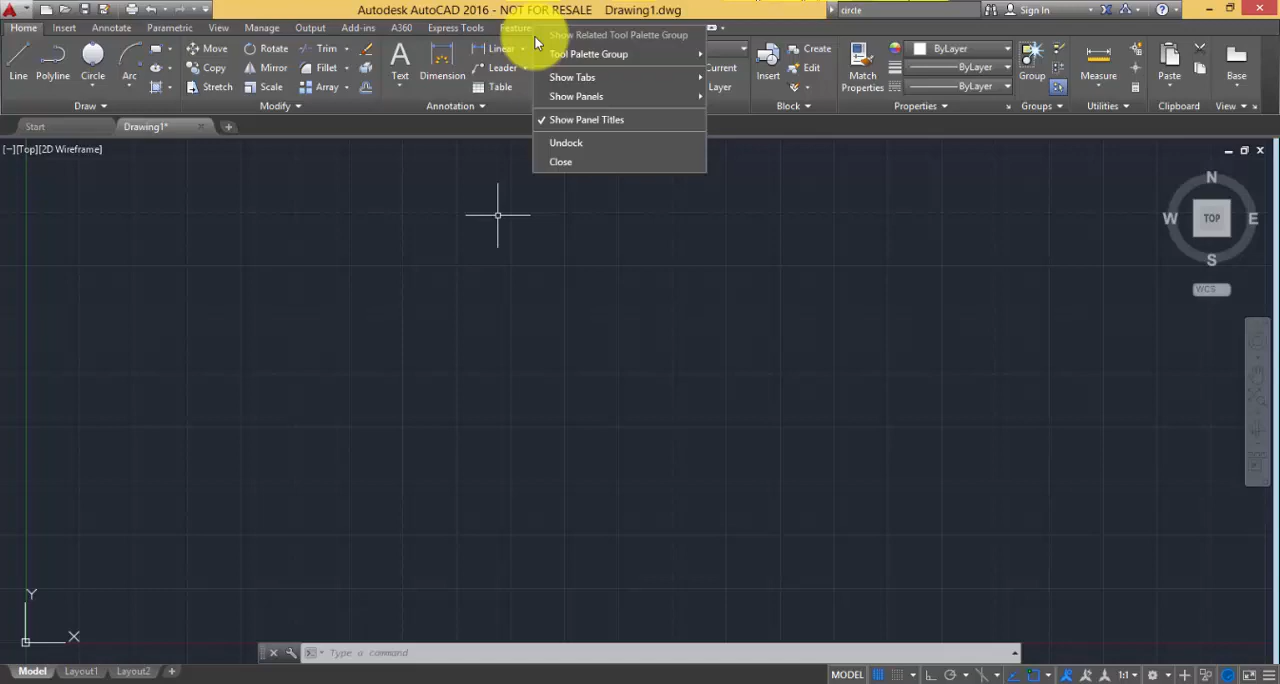 Autodesk AutoCAD 2016 - NOT FOR RESALE Drawing1.dwg
circle
Sign In
Home Insert Annotate Parametric View Manage Output Add-ins A360 Express Tools Feature
Show Related Tool Palette Group
Tool Palette Group
Show Tabs
Show Panels
Show Panel Titles
Undock
Close
Line Polyline Circle Arc
Draw
Move Rotate Trim
Copy Mirror Fillet
Stretch Scale Array
Modify
Text Dimension
Linear
Leader
Table
Annotation
Current
Layer
Insert
Create
Edit
Block
Match
Properties
ByLayer
ByLayer
ByLayer
Properties
Group
Groups
Measure
Utilities
Paste
Clipboard
Base
View
Start Drawing1*
[−][Top][2D Wireframe]
N
W TOP E
S
WCS
Y
X
Type a command
Model Layout1 Layout2
MODEL
1:1